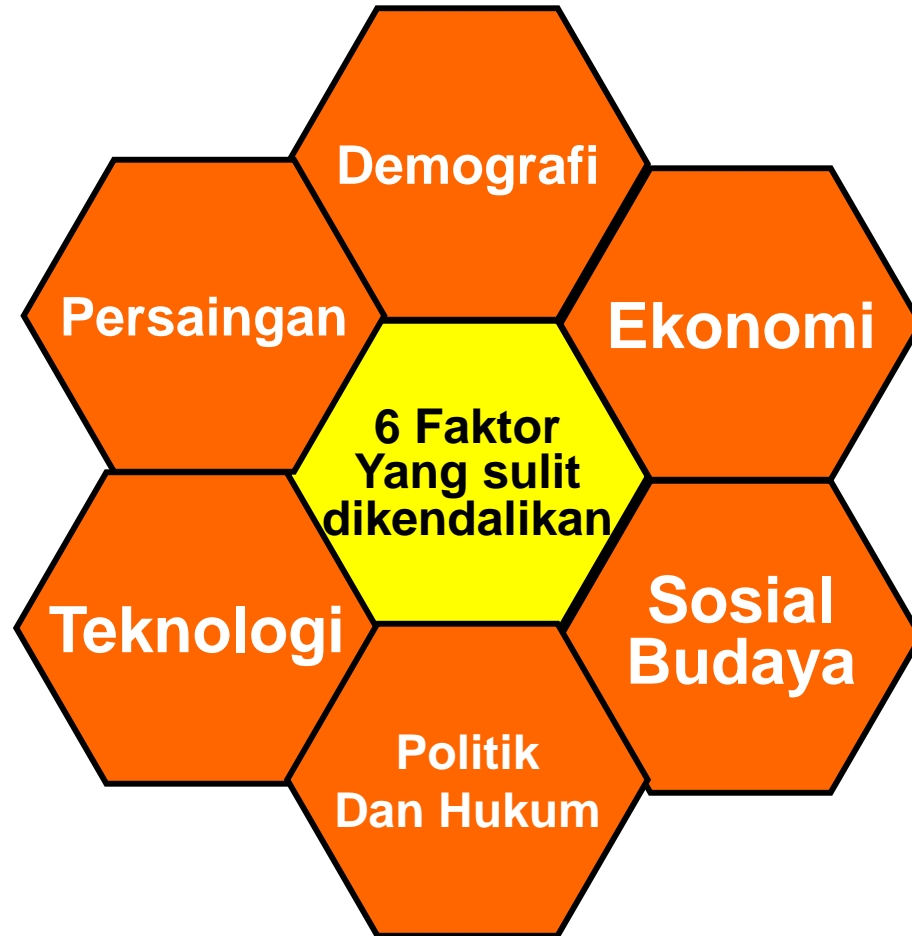 Demografi
Persaingan
Ekonomi
6 Faktor
Yang sulit
dikendalikan
Teknologi
Sosial
Budaya
Politik
Dan Hukum